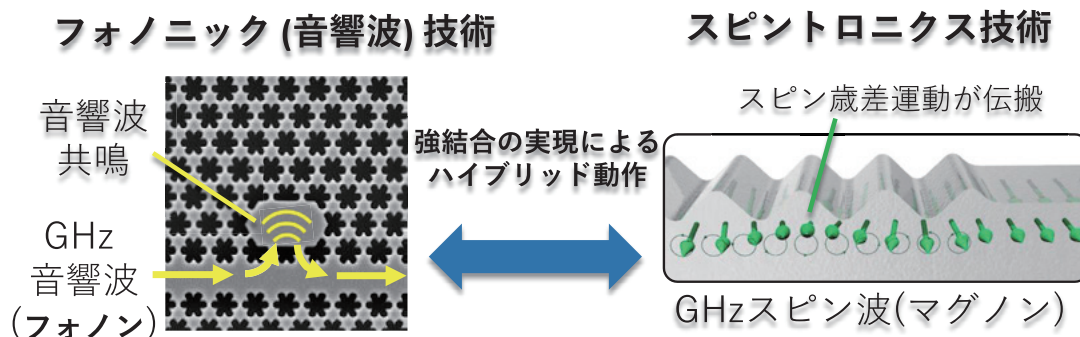 フォノニック (音響波) 技術
音響波
共鳴
GHz
音響波
(フォノン)
強結合の実現による
ハイブリッド動作
スピントロニクス技術
スピン歳差運動が伝搬
GHzスピン波(マグノン)